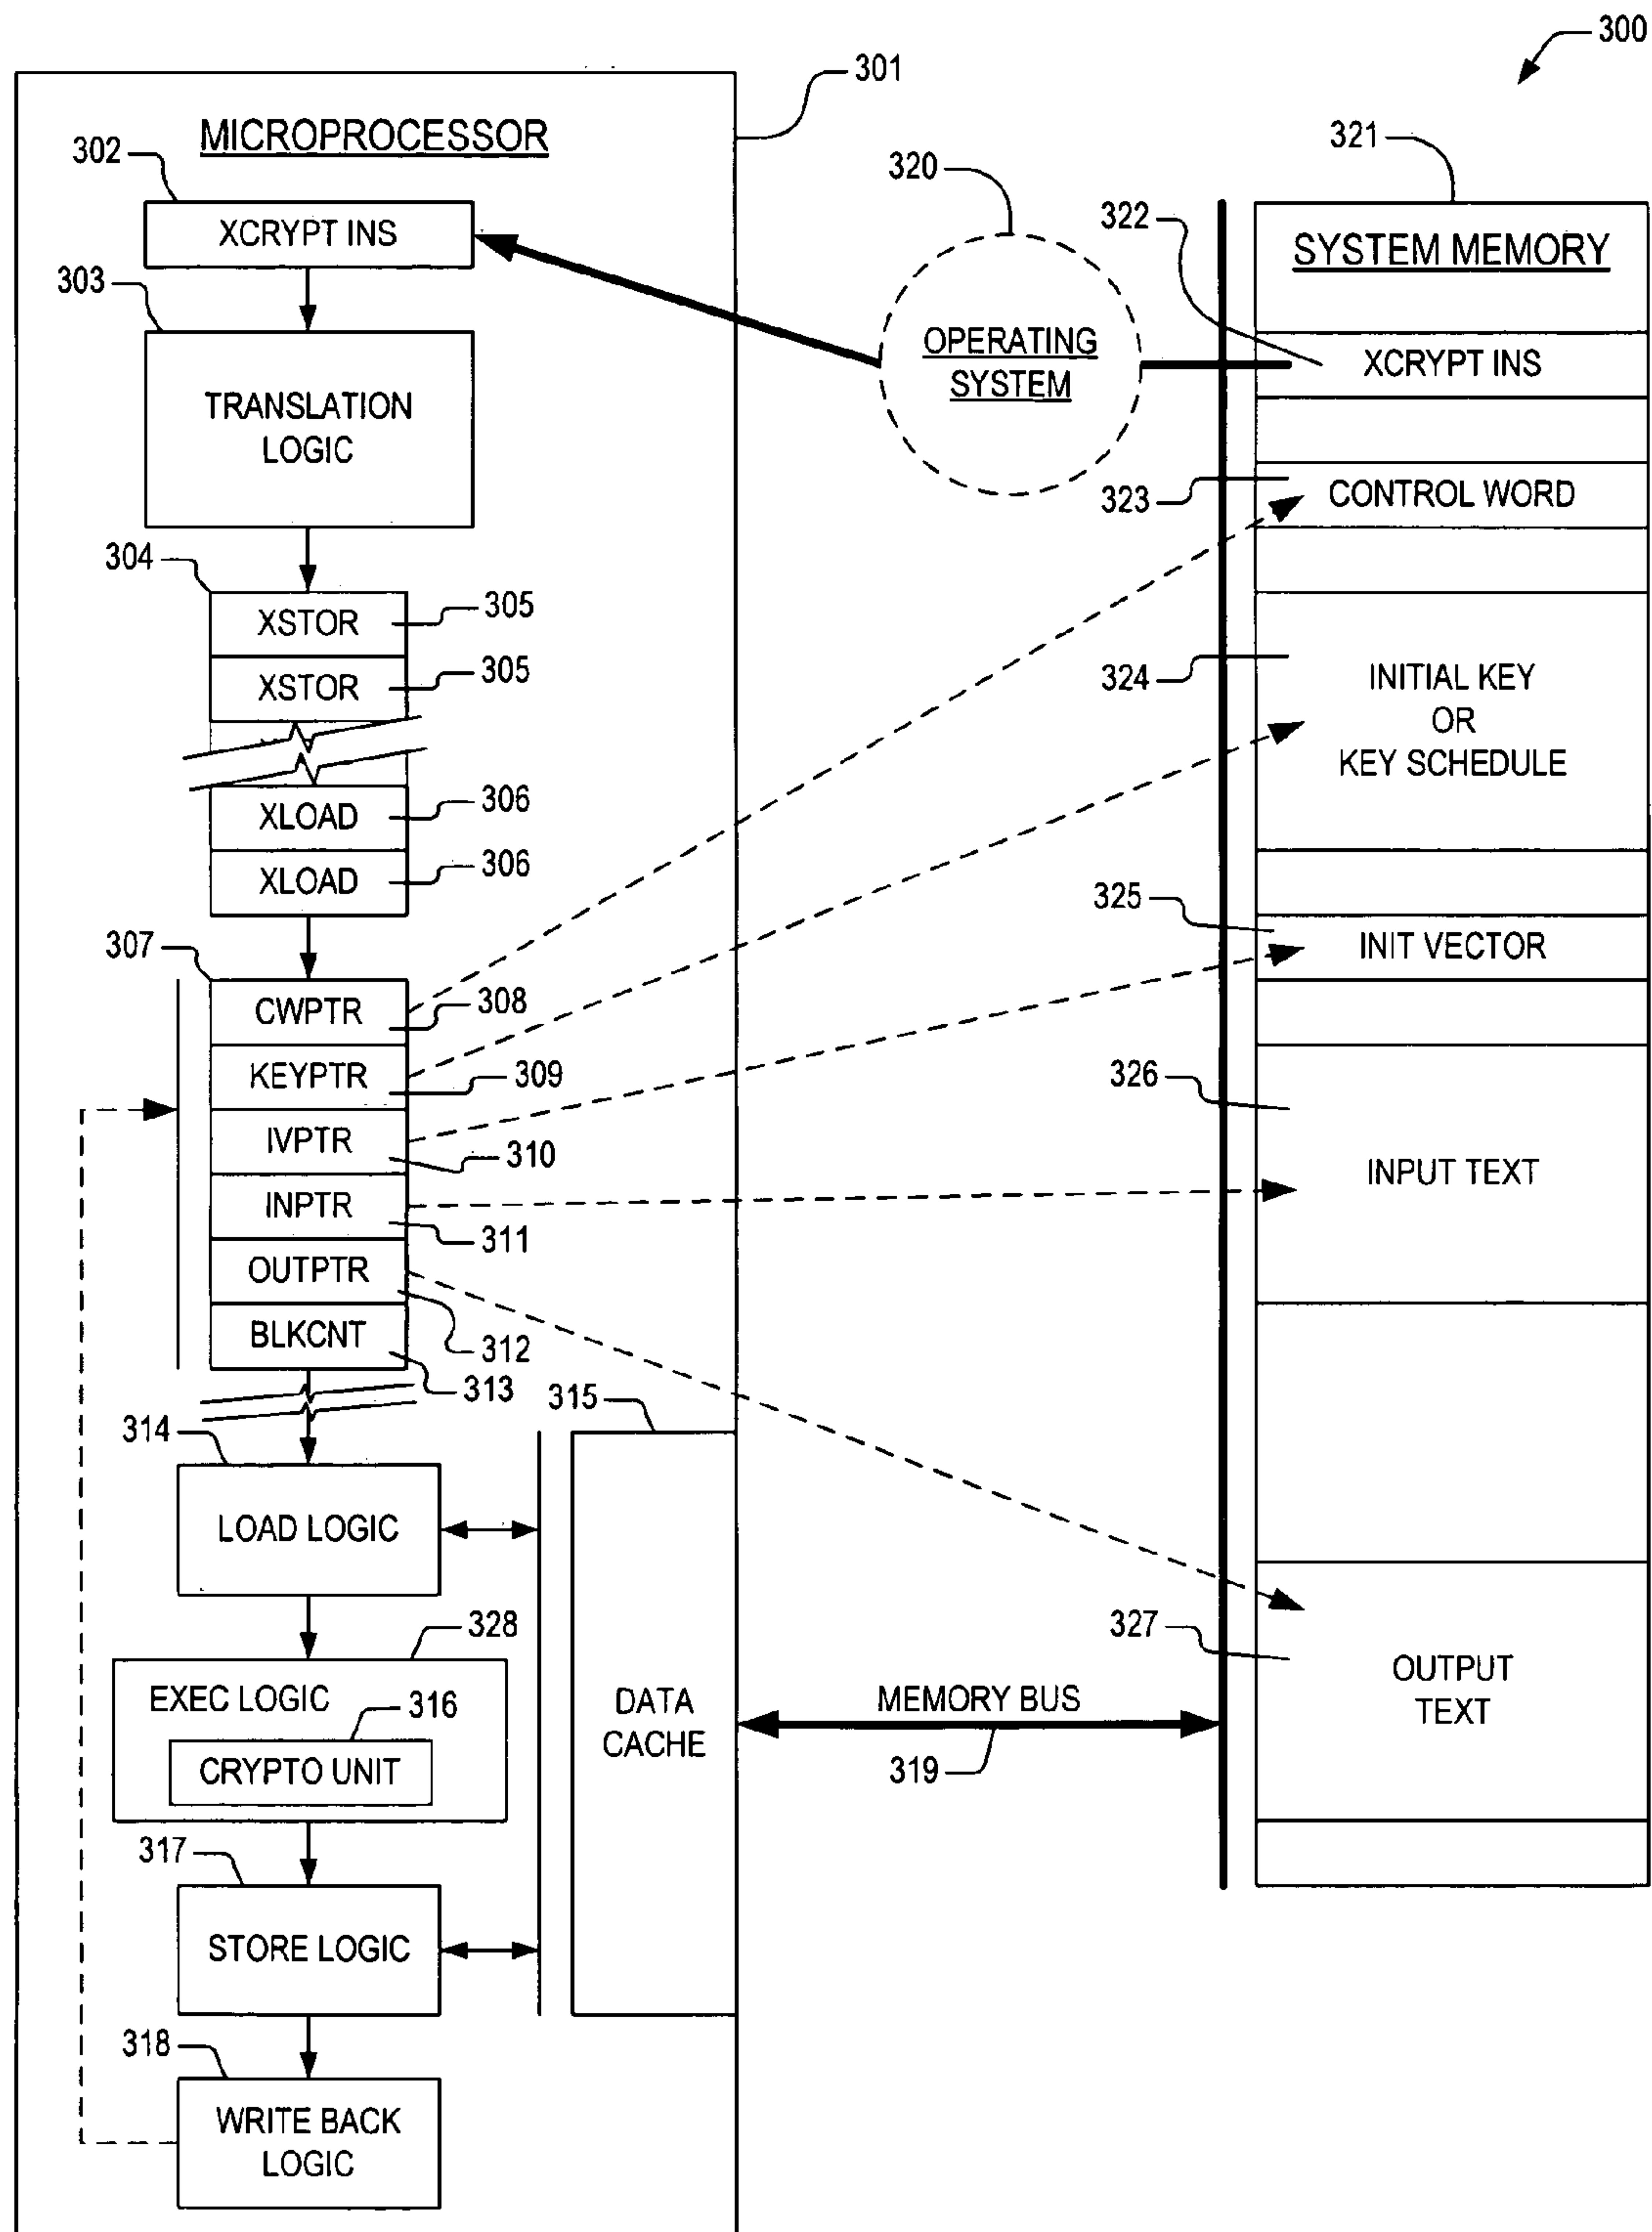 300
301
MICROPROCESSOR
302
XCRYPT INS
303
TRANSLATION
LOGIC
304
XSTOR
305
XSTOR
305
XLOAD
306
XLOAD
306
307
CWPTR
308
KEYPTR
309
IVPTR
310
INPTR
311
OUTPTR
312
BLKCNT
313
314
LOAD LOGIC
315
DATA
CACHE
328
EXEC LOGIC
316
CRYPTO UNIT
317
STORE LOGIC
318
WRITE BACK
LOGIC
320
OPERATING
SYSTEM
MEMORY BUS
319
321
SYSTEM MEMORY
322
XCRYPT INS
323
CONTROL WORD
324
INITIAL KEY
OR
KEY SCHEDULE
325
INIT VECTOR
326
INPUT TEXT
327
OUTPUT
TEXT